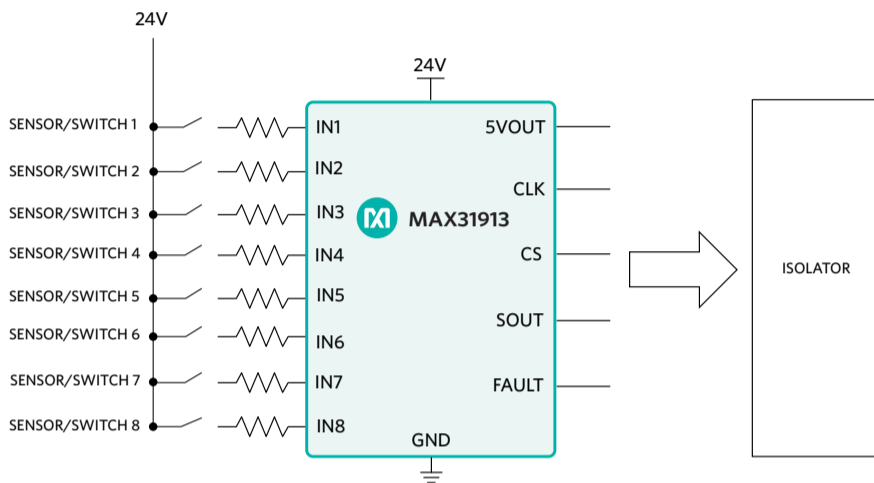 24V
24V
SENSOR/SWITCH 1
IN1
5VOUT
SENSOR/SWITCH 2
IN2
CLK
SENSOR/SWITCH 3
IN3
MAX31913
SENSOR/SWITCH 4
IN4
CS
ISOLATOR
SENSOR/SWITCH 5
IN5
SOUT
SENSOR/SWITCH 6
IN6
SENSOR/SWITCH 7
IN7
FAULT
SENSOR/SWITCH 8
IN8
GND